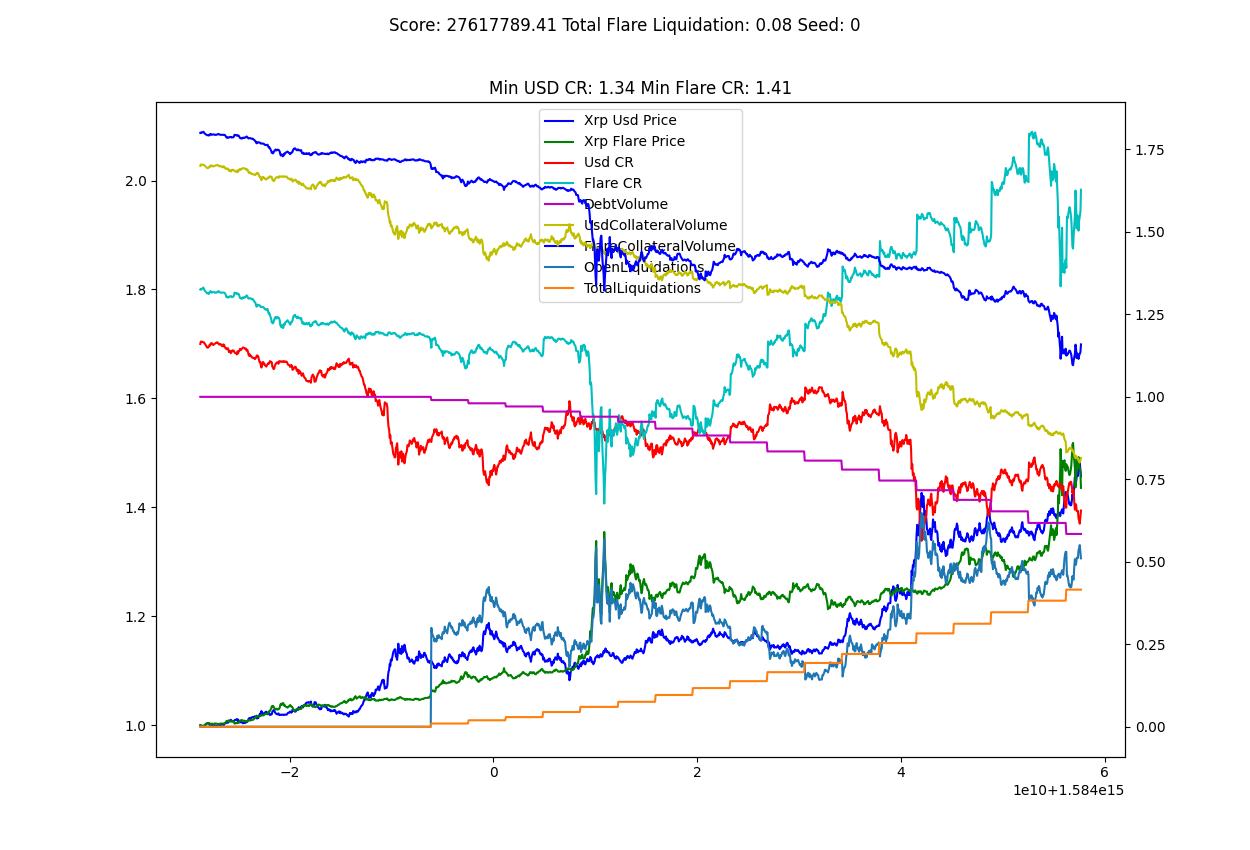 Score: 27617789.41 Total Flare Liquidation: 0.08 Seed: 0
Min USD CR: 1.34 Min Flare CR: 1.41
Xrp Usd Price
Xrp Flare Price
Usd CR
Flare CR
DebtVolume
UsdCollateralVolume
FlareCollateralVolume
OpenLiquidations
TotalLiquidations
2.0
1.8
1.6
1.4
1.2
1.0
1.75
1.50
1.25
1.00
0.75
0.50
0.25
0.00
−2
0
2
4
6
1e10+1.584e15